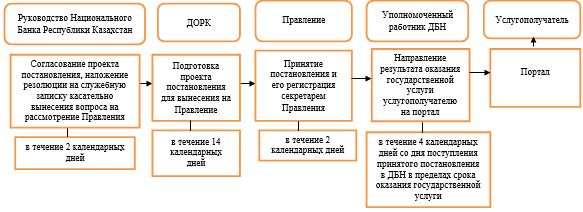 Руководство Национального
Банка Республики Казахстан
ДОРК
Правление
Уполномоченный
работник ДБН
Услугополучатель
Согласование проекта
постановления, наложение
резолюции на служебную
записку касательно
вынесения вопроса на
рассмотрение Правления
Подготовка
проекта
постановления
для вынесения на
Правление
Принятие
постановления и
его регистрация
секретарем
Правления
Направление
результата оказания
государственной
услуги
услугополучателю
на портал
Портал
в течение 2 календарных
дней
в течение 14
календарных
дней
в течение 2
календарных дней
в течение 4 календарных
дней со дня поступления
принятого постановления
в ДБН в пределах срока
оказания государственной
услуги